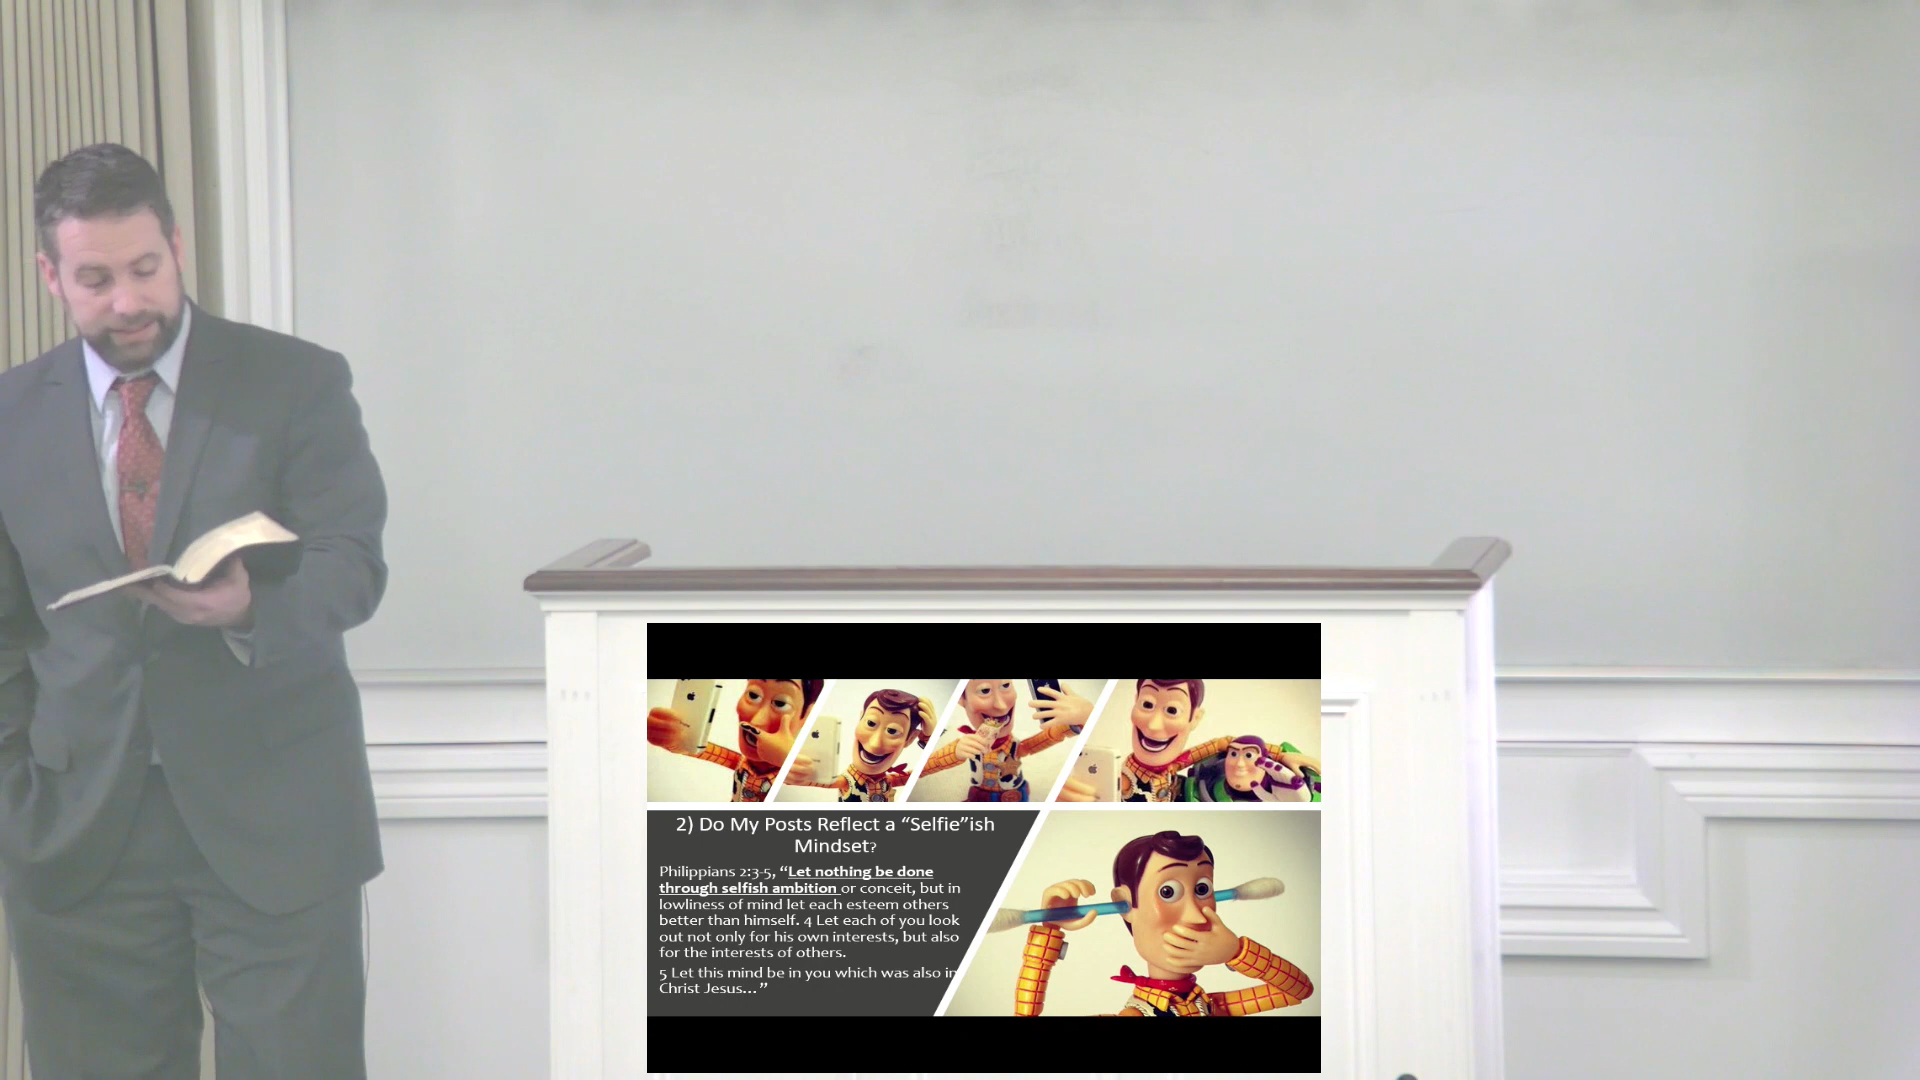 2) Do My Posts Reflect a “Selfie”ish
Mindset?
Philippians 2:3-5, “Let nothing be done
through selfish ambition or conceit, but in
lowliness of mind let each esteem others
better than himself. 4 Let each of you look
out not only for his own interests, but also
for the interests of others.
5 Let this mind be in you which was also in
Christ Jesus…”